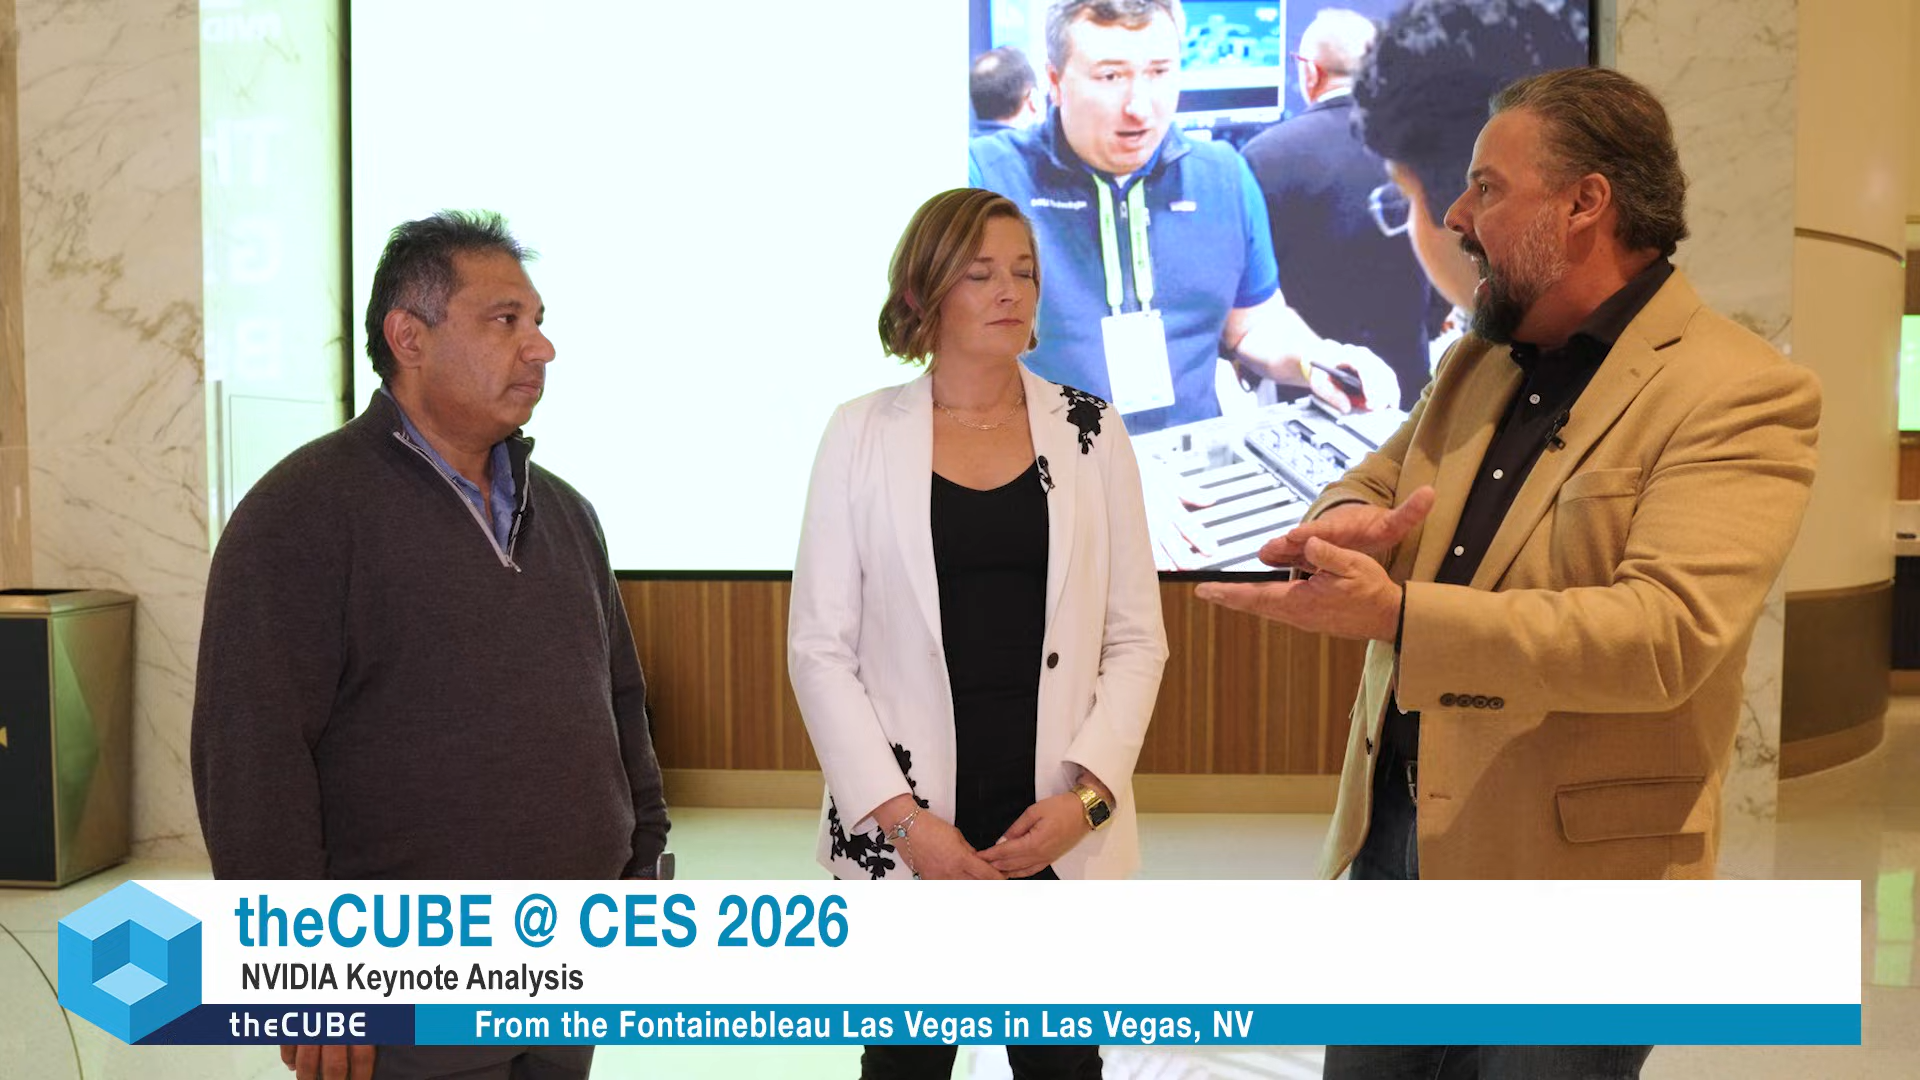 theCUBE @ CES 2026
NVIDIA Keynote Analysis
theCUBE
From the Fontainebleau Las Vegas in Las Vegas, NV